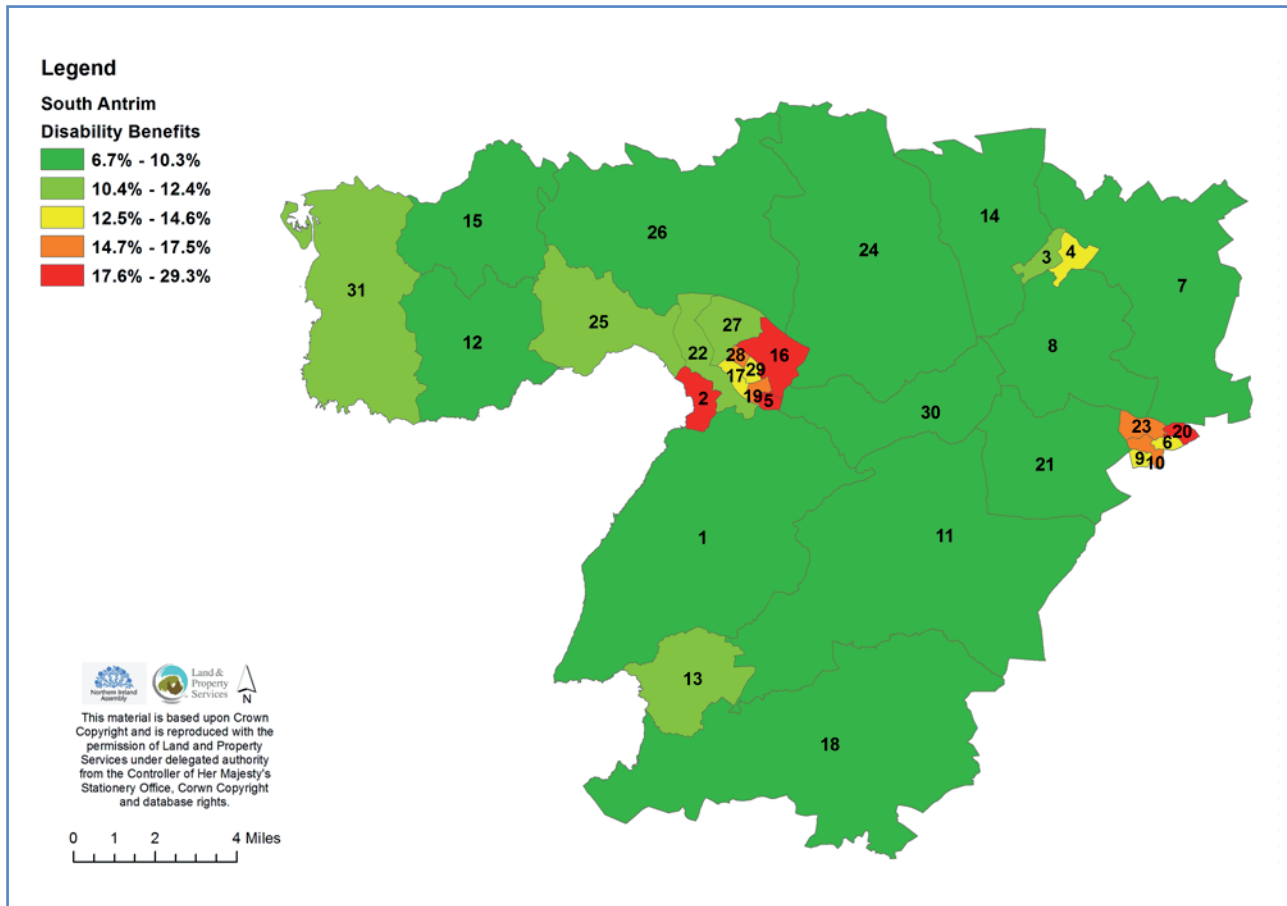 Legend
South Antrim
Disability Benefits
6.7% - 10.3%
10.4% - 12.4%
12.5% - 14.6%
14.7% - 17.5%
17.6% - 29.3%
15
26
24
14
3
4
7
31
25
12
27
22
28
16
29
17
2
19
5
8
30
23
20
6
9
10
21
1
11
13
18
Northern Ireland
Assembly
Land &
Property
Services
N
This material is based upon Crown
Copyright and is reproduced with the
permission of Land and Property
Services under delegated authority
from the Controller of Her Majesty's
Stationery Office, Corwn Copyright
and database rights.
0 1 2 4 Miles